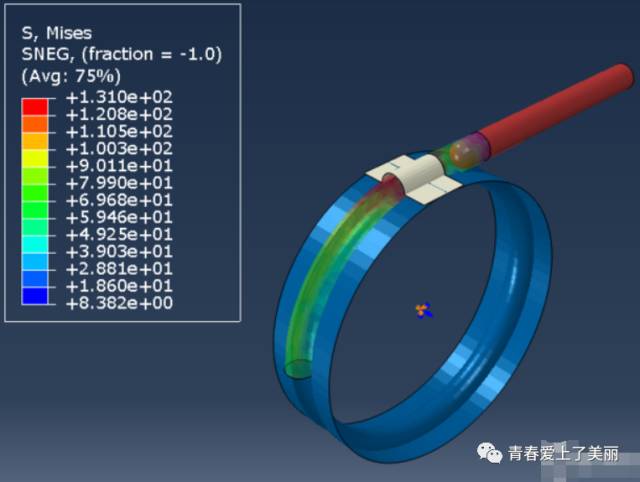 S, Mises
SNEG, (fraction = -1.0)
(Avg: 75%)
+1.310e+02
+1.208e+02
+1.105e+02
+1.003e+02
+9.011e+01
+7.990e+01
+6.968e+01
+5.946e+01
+4.925e+01
+3.903e+01
+2.881e+01
+1.860e+01
+8.382e+00
青春爱上了美丽